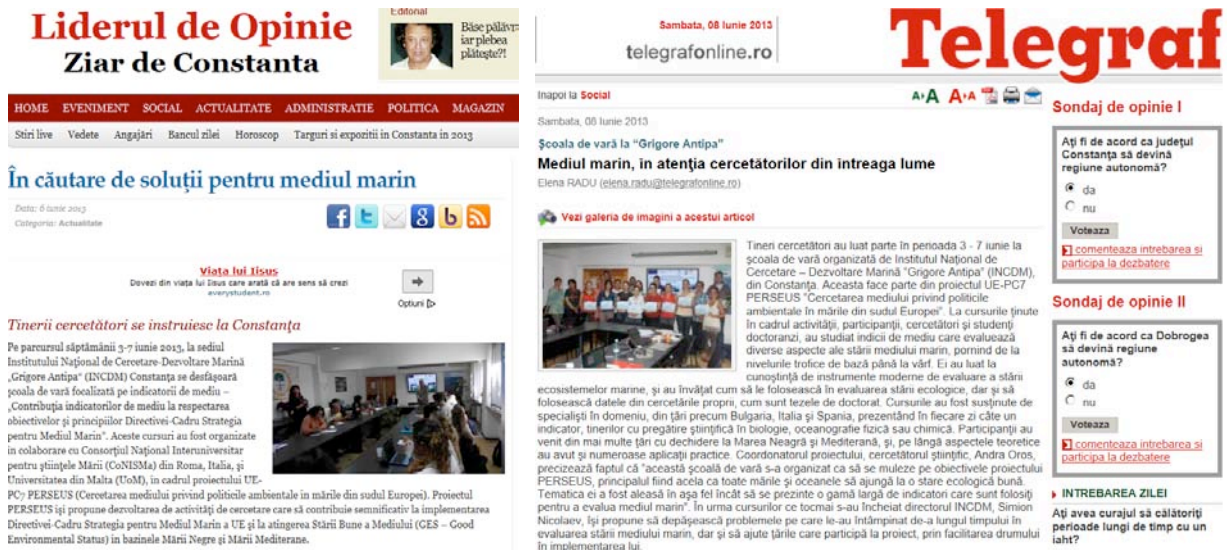 Liderul de Opinie
Ziar de Constanta
Editorial
Băse pălăvr
iar plebea
plăteşte?!
HOME EVENIMENT SOCIAL ACTUALITATE ADMINISTRATIE POLITICA MAGAZIN
Stiri live Vedete Angajări Bancul zilei Horoscop Targuri si expozitii in Constanta in 2013
În căutare de soluţii pentru mediul marin
Data: 6 iunie 2013
Categoria: Actualitate
Viata lui Iisus
Dovezi din viata lui Iisus care arată că are sens să crezi
everystudent.ro
Optiuni
Tinerii cercetători se instruiesc la Constanţa
Pe parcursul săptămânii 3-7 iunie 2013, la sediul
Institutului Naţional de Cercetare-Dezvoltare Marină
„Grigore Antipa" (INCDM) Constanţa se desfăşoară
şcoala de vară focalizată pe indicatorii de mediu –
„Contribuţia indicatorilor de mediu la respectarea
obiectivelor şi principiilor Directivei-Cadru Strategia
pentru Mediul Marin". Aceste cursuri au fost organizate
in colaborare cu Consorţiul Naţional Interuniversitar
pentru ştiinţele Mării (CoNISMa) din Roma, Italia, şi
Universitatea din Malta (UoM), in cadrul proiectului UE-
PC7 PERSEUS (Cercetarea mediului privind politicile ambientale in mările din sudul Europei). Proiectul
PERSEUS işi propune dezvoltarea de activităţi de cercetare care să contribuie semnificativ la implementarea
Directivei-Cadru Strategia pentru Mediul Marin a UE şi la atingerea Stării Bune a Mediului (GES – Good
Environmental Status) in bazinele Mării Negre şi Mării Mediterane.
Sambata, 08 Iunie 2013
telegrafonline.ro
Telegraf
Inapoi la Social
Sambata, 08 Iunie 2013
Şcoala de vară la "Grigore Antipa"
Mediul marin, în atenţia cercetătorilor din întreaga lume
Elena RADU (elena.radu@telegrafonline.ro)
Vezi galeria de imagini a acestui articol
Tineri cercetători au luat parte în perioada 3 - 7 iunie la
şcoala de vară organizată de Institutul Naţional de
Cercetare – Dezvoltare Marină "Grigore Antipa" (INCDM),
din Constanţa. Aceasta face parte din proiectul UE-PC7
PERSEUS "Cercetarea mediului privind politicile
ambientale în mările din sudul Europei". La cursurile ţinute
în cadrul activităţii, participanţii, cercetători şi studenţi
doctoranzi, au studiat indicii de mediu care evaluează
diverse aspecte ale stării mediului marin, pornind de la
nivelurile trofice de bază până la vârf. Ei au luat la
cunoştinţă de instrumente moderne de evaluare a stării
ecosistemelor marine, şi au învăţat cum să le folosească în evaluarea stării ecologice, dar şi să
folosească datele din cercetările proprii, cum sunt tezele de doctorat. Cursurile au fost susţinute de
specialişti în domeniu, din ţări precum Bulgaria, Italia şi Spania, prezentând în fiecare zi câte un
indicator, tinerilor cu pregătire ştiinţifică în biologie, oceanografie fizică sau chimică. Participanţii au
venit din mai multe ţări cu dechidere la Marea Neagră şi Mediterană, şi, pe lângă aspectele teoretice
au avut şi numeroase aplicaţii practice. Coordonatorul proiectului, cercetătorul ştiinţific, Andra Oros,
precizează faptul că "această şcoală de vară s-a organizat ca să se muleze pe obiectivele proiectului
PERSEUS, principalul fiind acela ca toate mările şi oceanele să ajungă la o stare ecologică bună.
Tematica ei a fost aleasă în aşa fel încât să se prezinte o gamă largă de indicatori care sunt folosiţi
pentru a evalua mediul marin". În urma cursurilor ce tocmai s-au încheiat directorul INCDM, Simion
Nicolaev, îşi propune să depăşească problemele pe care le-au întâmpinat de-a lungul timpului în
evaluarea stării mediului marin, dar şi să ajute ţările care participă la proiect, prin facilitarea drumului
în implementarea lui.
Sondaj de opinie I
Aţi fi de acord ca judeţul
Constanţa să devină
regiune autonomă?
da
nu
Voteaza
comenteaza intrebarea si
participa la dezbatere
Sondaj de opinie II
Aţi fi de acord ca Dobrogea
să devină regiune
autonomă?
da
nu
Voteaza
comenteaza intrebarea si
participa la dezbatere
INTREBAREA ZILEI
Aţi avea curajul să călătoriţi
perioade lungi de timp cu un
iaht?